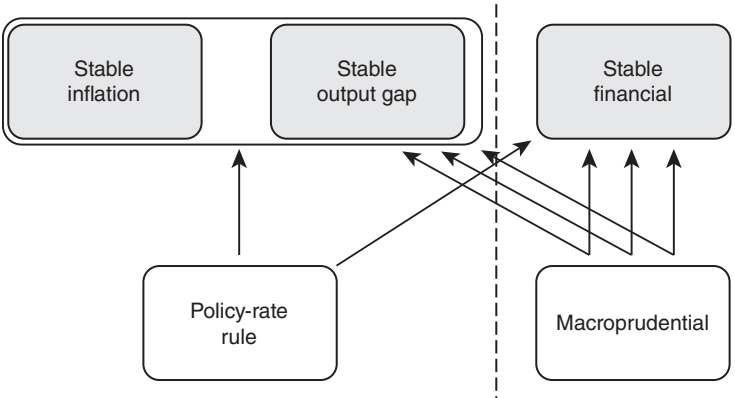 Stable
inflation
Stable
output gap
Stable
financial
Policy-rate
rule
Macroprudential